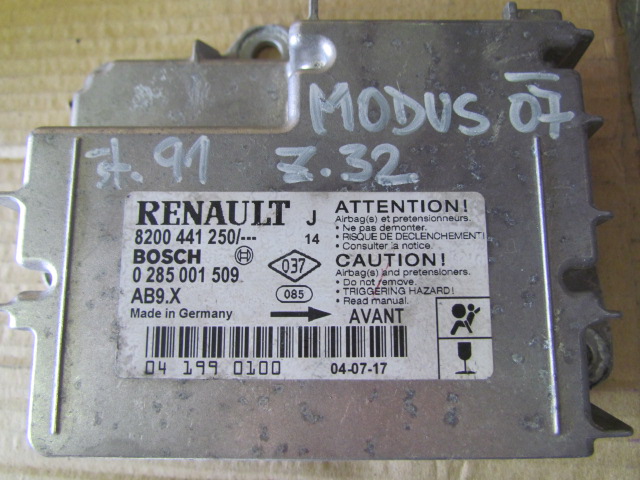 MODUS 07
z. 91 Z.32
RENAULT J
8200 441 250/--- 14
BOSCH
0 285 001 509
AB9.X
Made in Germany
037
085
AVANT
ATTENTION!
Airbag(s) et pretensionneurs.
• Ne pas demonter.
• RISQUE DE DECLENCHEMENT!
• Consulter la notice.
CAUTION!
Airbag(s) and pretensioners.
• Do not remove.
• TRIGGERING HAZARD!
• Read manual.
04 199 0100
04-07-17